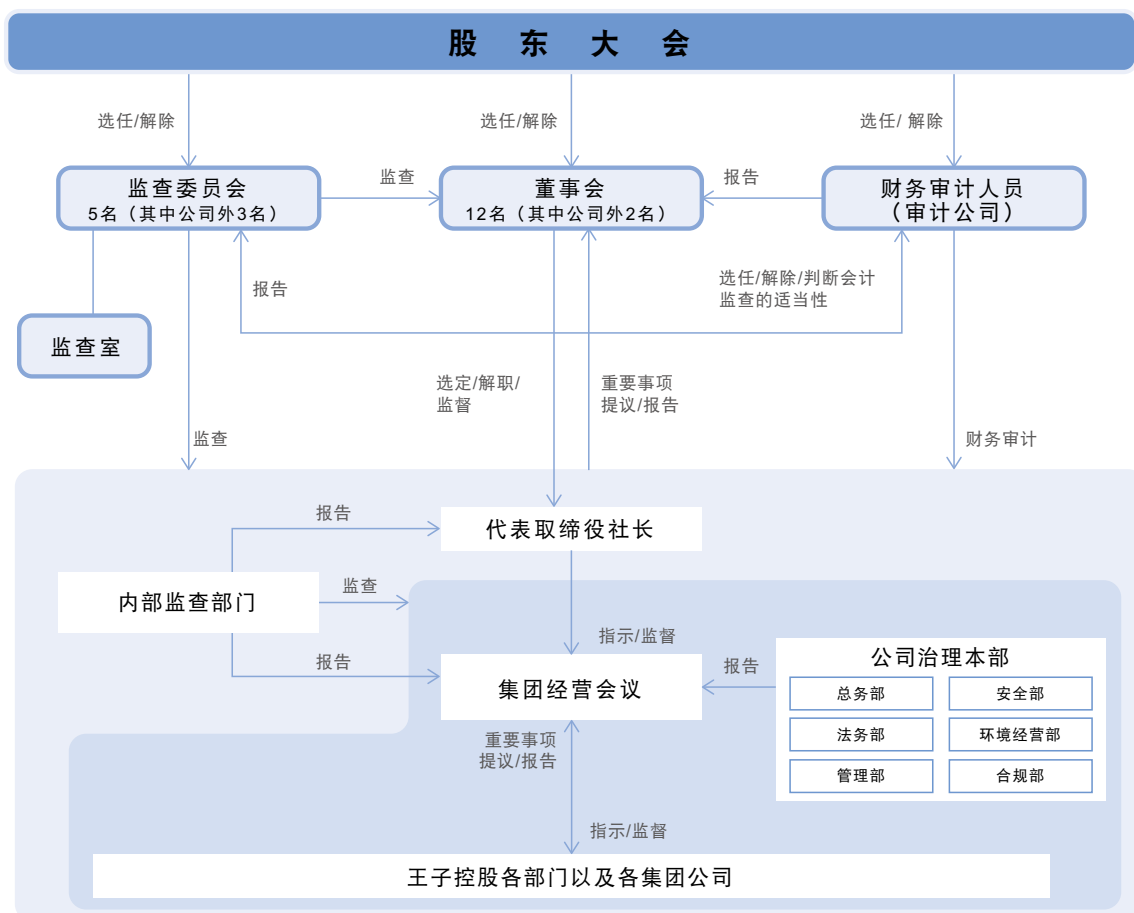 股东大会
选任/解除
选任/解除
选任/ 解除
监查委员会
5名（其中公司外3名）
监查
董事会
12名（其中公司外2名）
报告
财务审计人员
（审计公司）
报告
选任/解除/判断会计
监查的适当性
监查室
选定/解职/
监督
重要事项
提议/报告
监查
财务审计
报告
代表取缔役社长
内部监查部门
监查
指示/监督
报告
集团经营会议
报告
公司治理本部
总务部
安全部
法务部
环境经营部
管理部
合规部
重要事项
提议/报告
指示/监督
王子控股各部门以及各集团公司